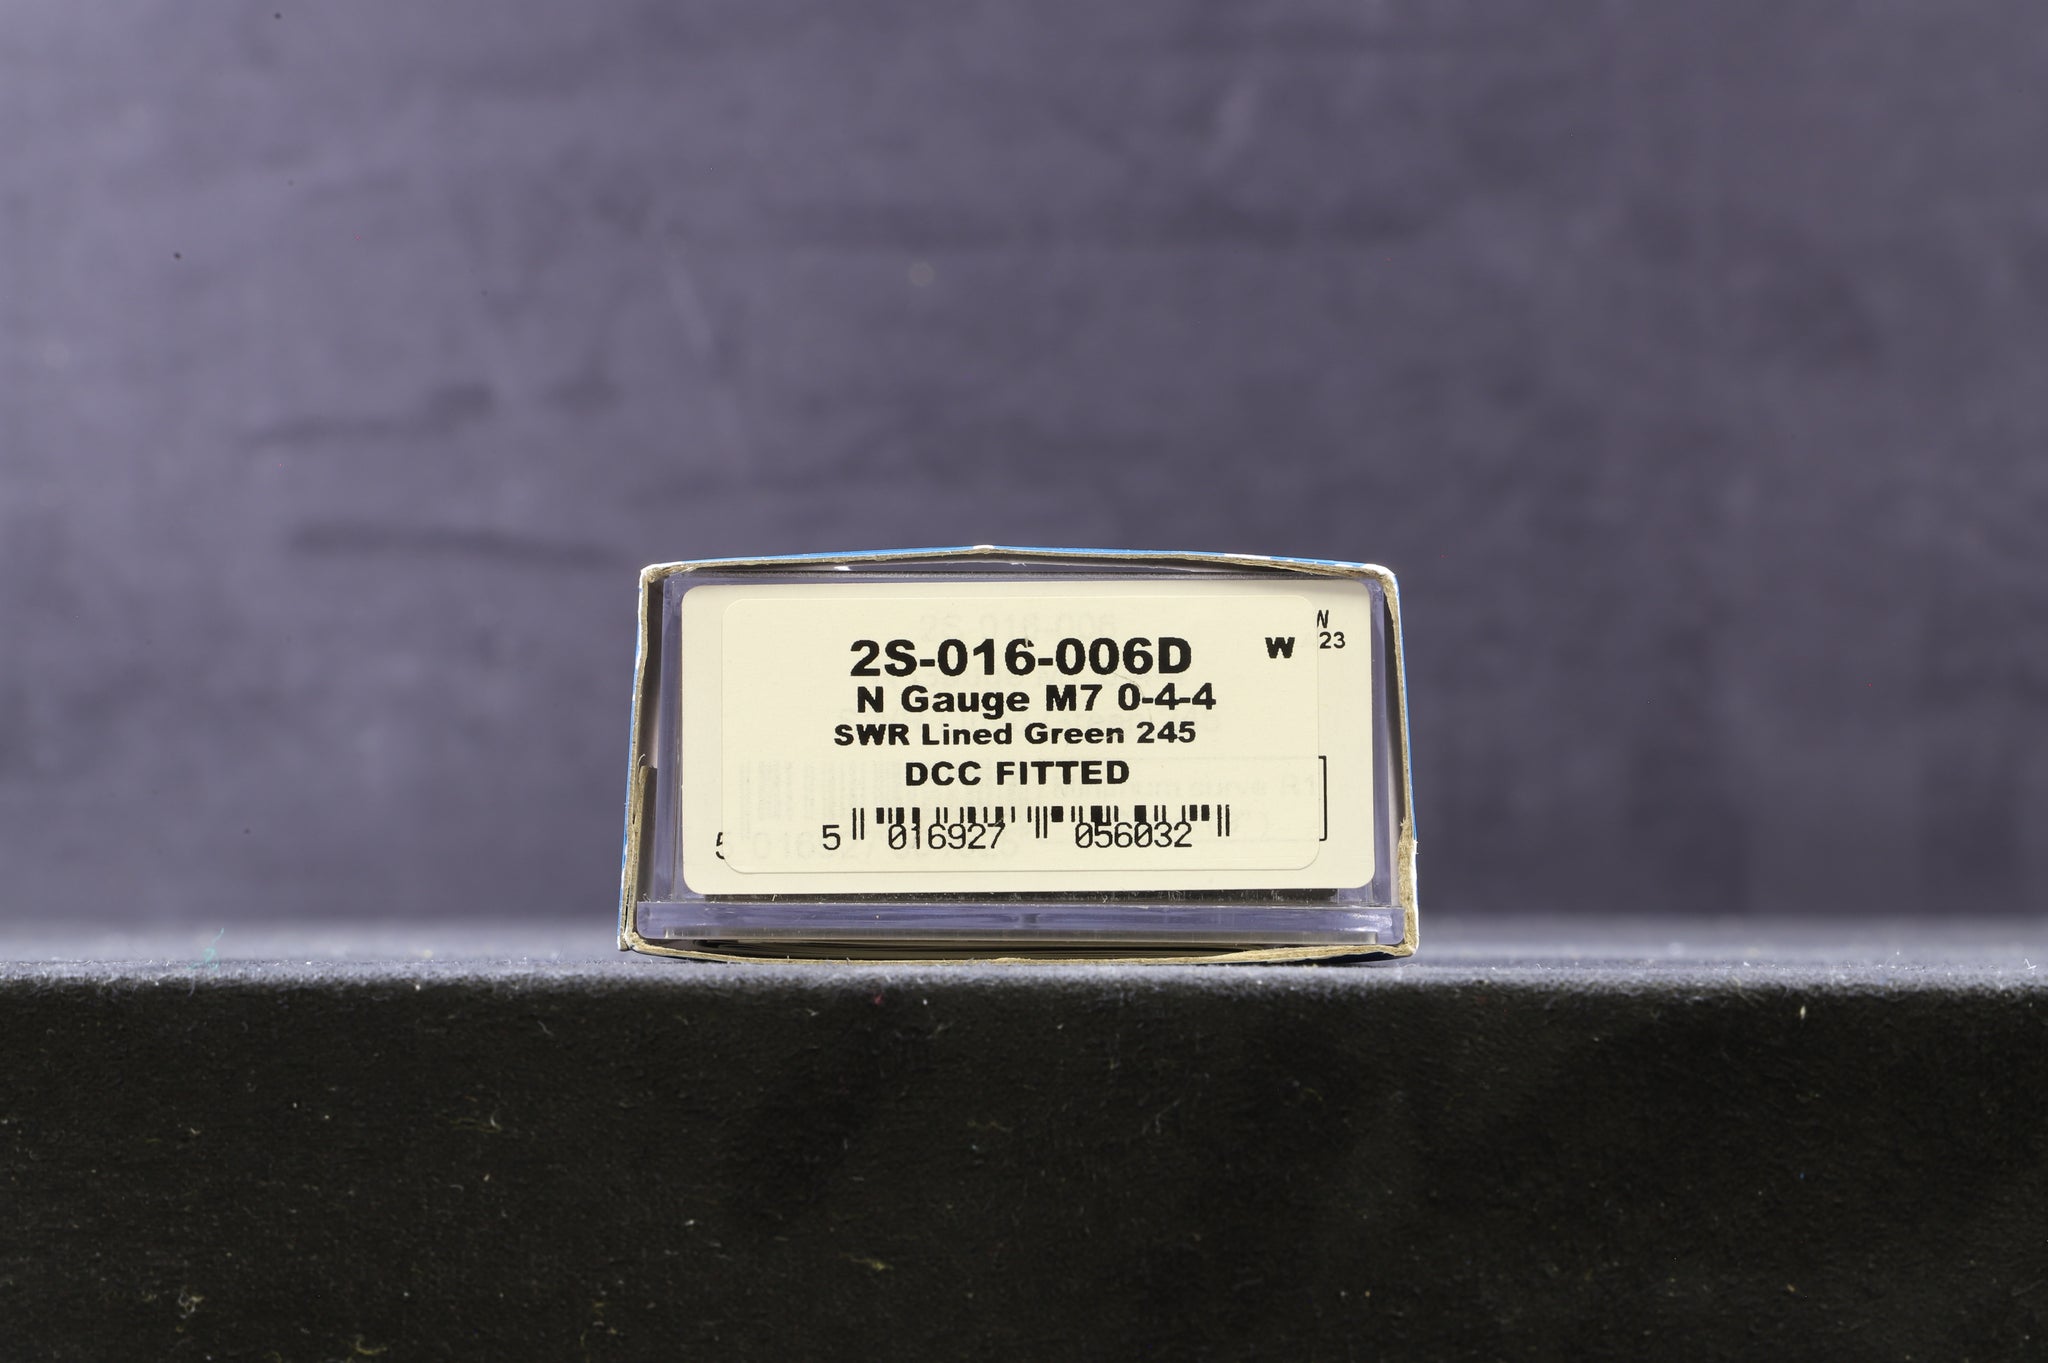 2S-016-006D
W
23
N Gauge M7 0-4-4
SWR Lined Green 245
DCC FITTED
5 016927 056032